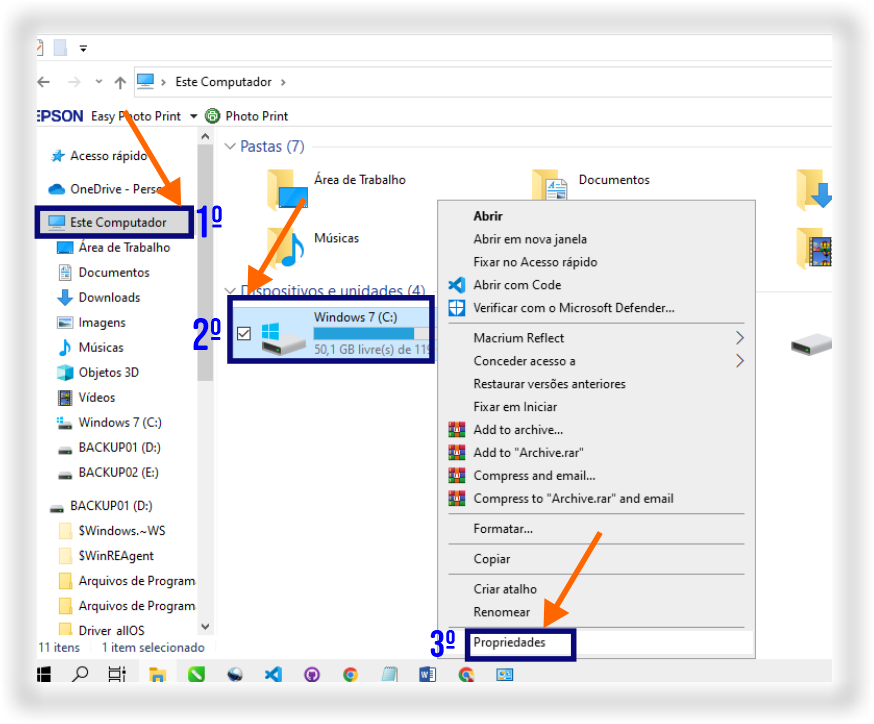 Este Computador
EPSON Easy Photo Print Photo Print
Acesso rápido
OneDrive - Perso
Este Computador
Área de Trabalho
Documentos
Downloads
Imagens
Músicas
Objetos 3D
Vídeos
Windows 7 (C:)
BACKUP01 (D:)
BACKUP02 (E:)
BACKUP01 (D:)
$Windows.~WS
$WinREAgent
Arquivos de Program
Arquivos de Program
Driver allOS
11 itens 1 item selecionado
1º
Pastas (7)
Área de Trabalho
Documentos
Músicas
Dispositivos e unidades (4)
2º
Windows 7 (C:)
50,1 GB livre(s) de 119
Abrir
Abrir em nova janela
Fixar no Acesso rápido
Abrir com Code
Verificar com o Microsoft Defender...
Macrium Reflect
Conceder acesso a
Restaurar versões anteriores
Fixar em Iniciar
Add to archive...
Add to "Archive.rar"
Compress and email...
Compress to "Archive.rar" and email
Formatar...
Copiar
Criar atalho
Renomear
3º
Propriedades